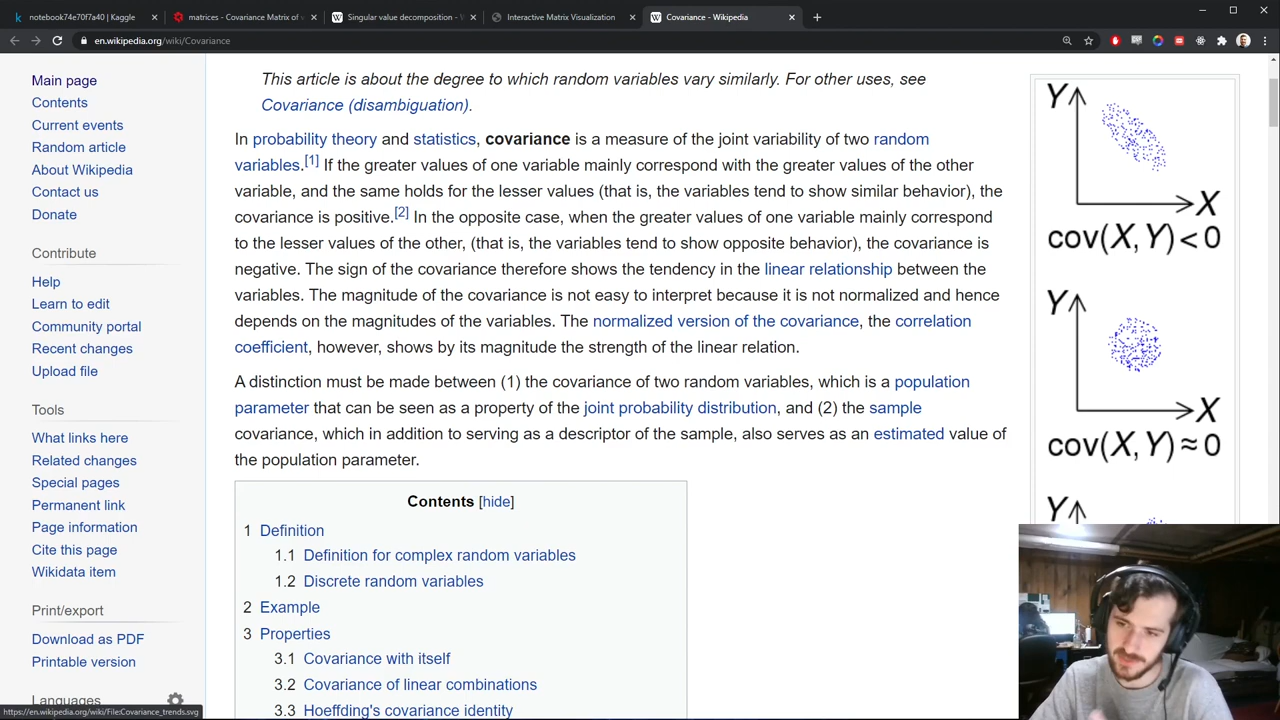 notebook74e70f7a40 | Kaggle
matrices - Covariance Matrix of v
Singular value decomposition - W
Interactive Matrix Visualization
Covariance - Wikipedia
en.wikipedia.org/wiki/Covariance
Main page
Contents
Current events
Random article
About Wikipedia
Contact us
Donate
Contribute
Help
Learn to edit
Community portal
Recent changes
Upload file
Tools
What links here
Related changes
Special pages
Permanent link
Page information
Cite this page
Wikidata item
Print/export
Download as PDF
Printable version
Languages
https://en.wikipedia.org/wiki/File:Covariance_trends.svg
This article is about the degree to which random variables vary similarly. For other uses, see
Covariance (disambiguation).
In probability theory and statistics, covariance is a measure of the joint variability of two random
variables.[1] If the greater values of one variable mainly correspond with the greater values of the other
variable, and the same holds for the lesser values (that is, the variables tend to show similar behavior), the
covariance is positive.[2] In the opposite case, when the greater values of one variable mainly correspond
to the lesser values of the other, (that is, the variables tend to show opposite behavior), the covariance is
negative. The sign of the covariance therefore shows the tendency in the linear relationship between the
variables. The magnitude of the covariance is not easy to interpret because it is not normalized and hence
depends on the magnitudes of the variables. The normalized version of the covariance, the correlation
coefficient, however, shows by its magnitude the strength of the linear relation.
A distinction must be made between (1) the covariance of two random variables, which is a population
parameter that can be seen as a property of the joint probability distribution, and (2) the sample
covariance, which in addition to serving as a descriptor of the sample, also serves as an estimated value of
the population parameter.
Contents [hide]
1 Definition
1.1 Definition for complex random variables
1.2 Discrete random variables
2 Example
3 Properties
3.1 Covariance with itself
3.2 Covariance of linear combinations
3.3 Hoeffding's covariance identity
Y
X
cov(X, Y) < 0
Y
X
cov(X, Y) ≈ 0
Y